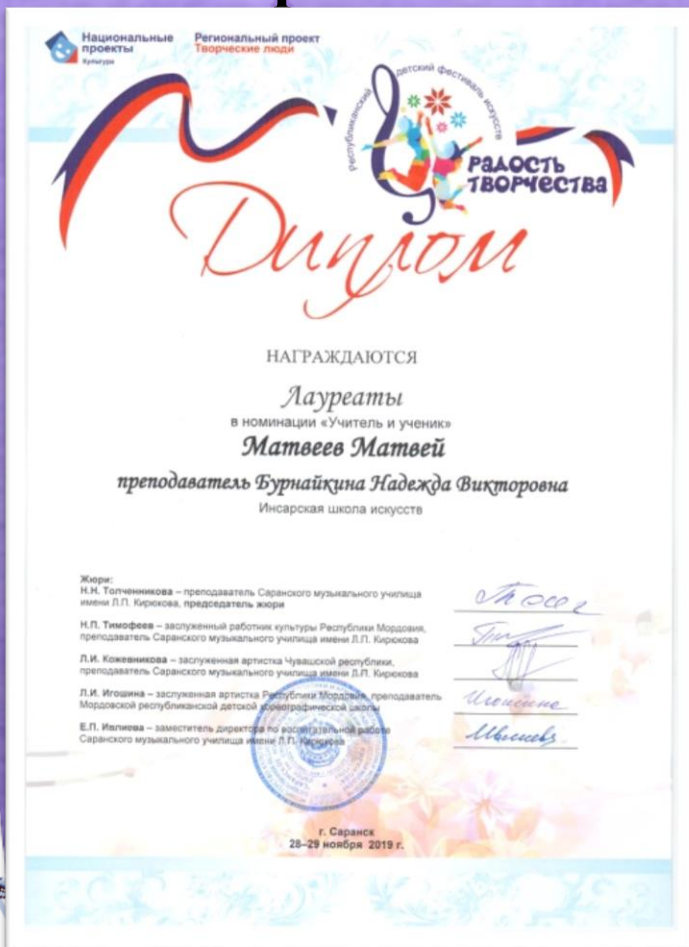 Национальные проекты
Культура
Региональный проект
Творческие люди
Республиканский детский фестиваль искусств
РАДОСТЬ
ТВОРЧЕСТВА
Диплом
НАГРАЖДАЮТСЯ
Лауреаты
в номинации «Учитель и ученик»
Матвеев Матвей
преподаватель Бурнайкина Надежда Викторовна
Инсарская школа искусств
Жюри:
Н.Н. Толченникова – преподаватель Саранского музыкального училища
имени Л.П. Кирюкова, председатель жюри
Н.П. Тимофеев – заслуженный работник культуры Республики Мордовия,
преподаватель Саранского музыкального училища имени Л.П. Кирюкова
Л.И. Кожевникова – заслуженная артистка Чувашской республики,
преподаватель Саранского музыкального училища имени Л.П. Кирюкова
Л.И. Игошина – заслуженная артистка Республики Мордовия, преподаватель
Мордовской республиканской детской хореографической школы
Е.П. Ивлиева – заместитель директора по воспитательной работе
Саранского музыкального училища имени Л.П. Кирюкова
г. Саранск
28–29 ноября 2019 г.